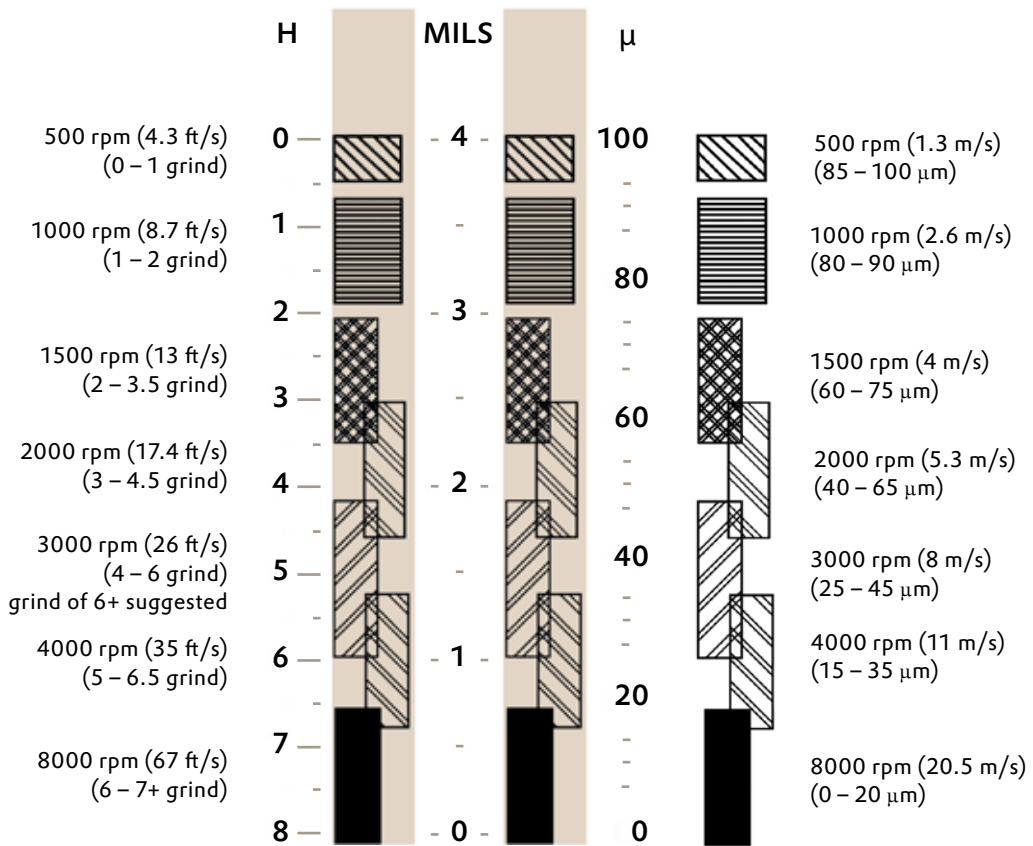 H MILS μ
500 rpm (4.3 ft/s)
(0 – 1 grind)
1000 rpm (8.7 ft/s)
(1 – 2 grind)
1500 rpm (13 ft/s)
(2 – 3.5 grind)
2000 rpm (17.4 ft/s)
(3 – 4.5 grind)
3000 rpm (26 ft/s)
(4 – 6 grind)
grind of 6+ suggested
4000 rpm (35 ft/s)
(5 – 6.5 grind)
8000 rpm (67 ft/s)
(6 – 7+ grind)
0
1
2
3
4
5
6
7
8
4
3
2
1
0
100
80
60
40
20
0
500 rpm (1.3 m/s)
(85 – 100 μm)
1000 rpm (2.6 m/s)
(80 – 90 μm)
1500 rpm (4 m/s)
(60 – 75 μm)
2000 rpm (5.3 m/s)
(40 – 65 μm)
3000 rpm (8 m/s)
(25 – 45 μm)
4000 rpm (11 m/s)
(15 – 35 μm)
8000 rpm (20.5 m/s)
(0 – 20 μm)